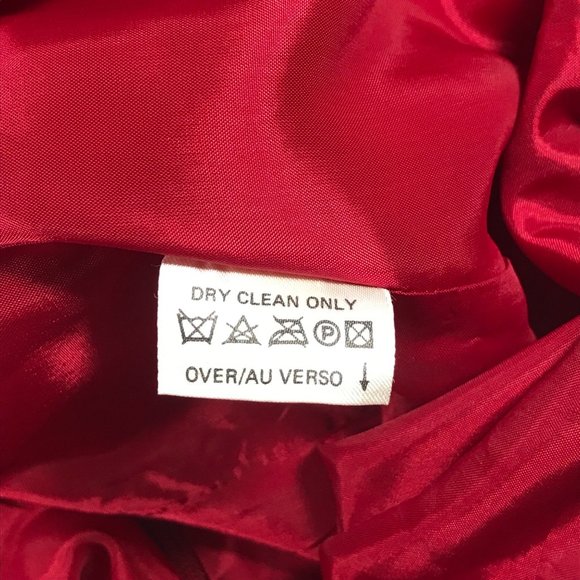 DRY CLEAN ONLY
P
OVER/AU VERSO ↓